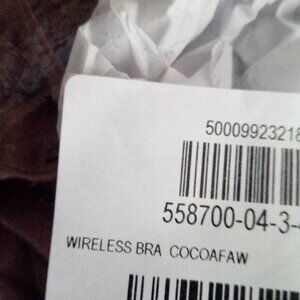 50009923218
558700-04-3-
WIRELESS BRA COCOAFAW